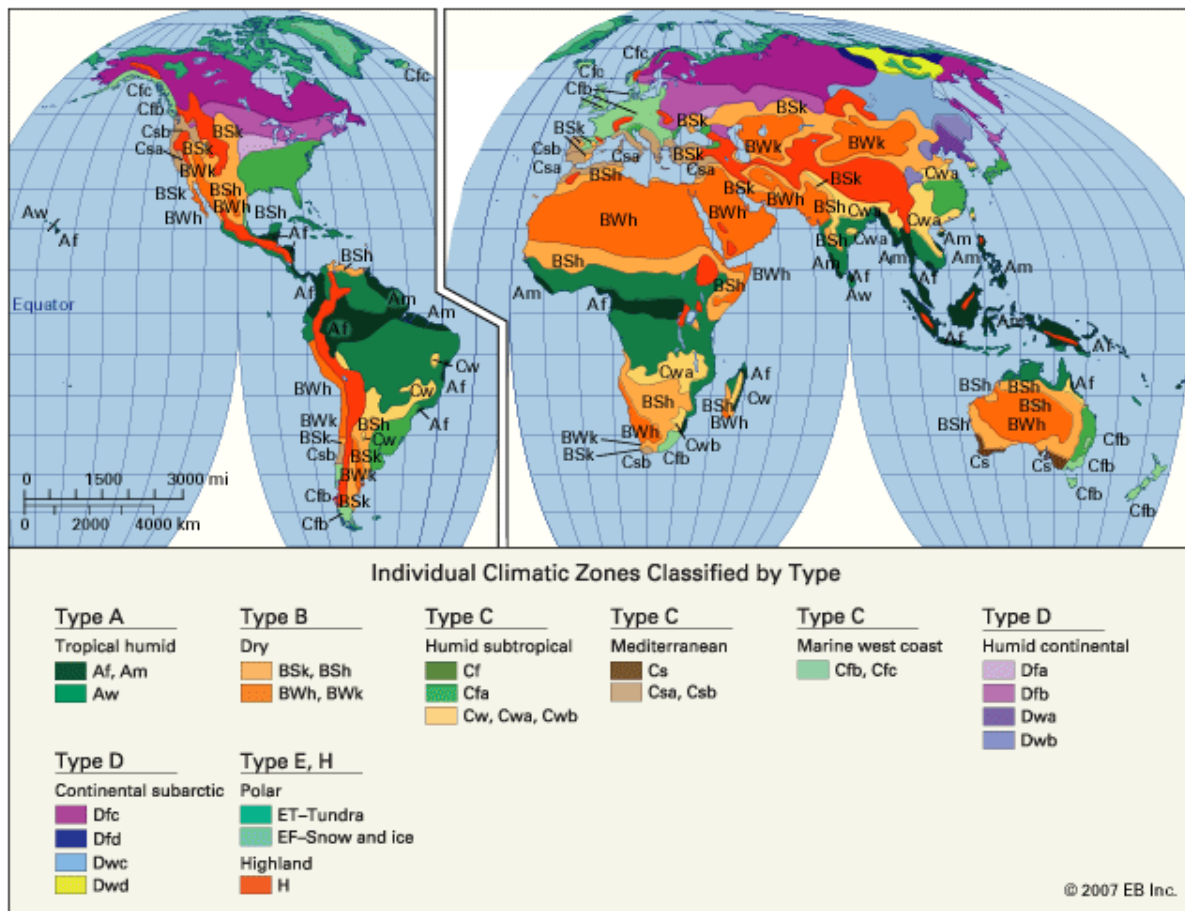 Cfc
Cfc
Cfb
Csb
Csa
BSk
BSk
BWk
BSh
BWh
BSk
BWh
BSh
Aw
Af
Af
BSh
Af
Equator
Am
Af
Cw
Cw
Af
Af
BWh
BSh
BWk
BSk
Cw
Csb
BSk
BWk
Cfb
BSk
Cfb
0 1500 3000 mi
0 2000 4000 km
Cfc
Cfc
Cfb
BSk
Csb
Csa
Csa
BSh
BSk
BSk
Csa
BSk
BWk
BWk
BSk
Cwa
BWh
BWh
BSk
BWh
BSh
Cwa
Cwa
BSh
Cwa
Am
Am
Am
Am
Am
BSh
BWh
BSh
Af
Aw
Af
Am
Af
Am
Af
Af
Cwa
BSh
BWh
BSh
BWh
Af
Cw
BWk
BSk
Csb
Cfb
Cwb
BSh
BSh
BSh
Af
BSh
BWh
Cs
Cs
Cfb
Cfb
Cfb
Cfb
Individual Climatic Zones Classified by Type
Type A
Tropical humid
Af, Am
Aw
Type B
Dry
BSk, BSh
BWh, BWk
Type C
Humid subtropical
Cf
Cfa
Cw, Cwa, Cwb
Type C
Mediterranean
Cs
Csa, Csb
Type C
Marine west coast
Cfb, Cfc
Type D
Humid continental
Dfa
Dfb
Dwa
Dwb
Type D
Continental subarctic
Dfc
Dfd
Dwc
Dwd
Type E, H
Polar
ET–Tundra
EF–Snow and ice
Highland
H
© 2007 EB Inc.